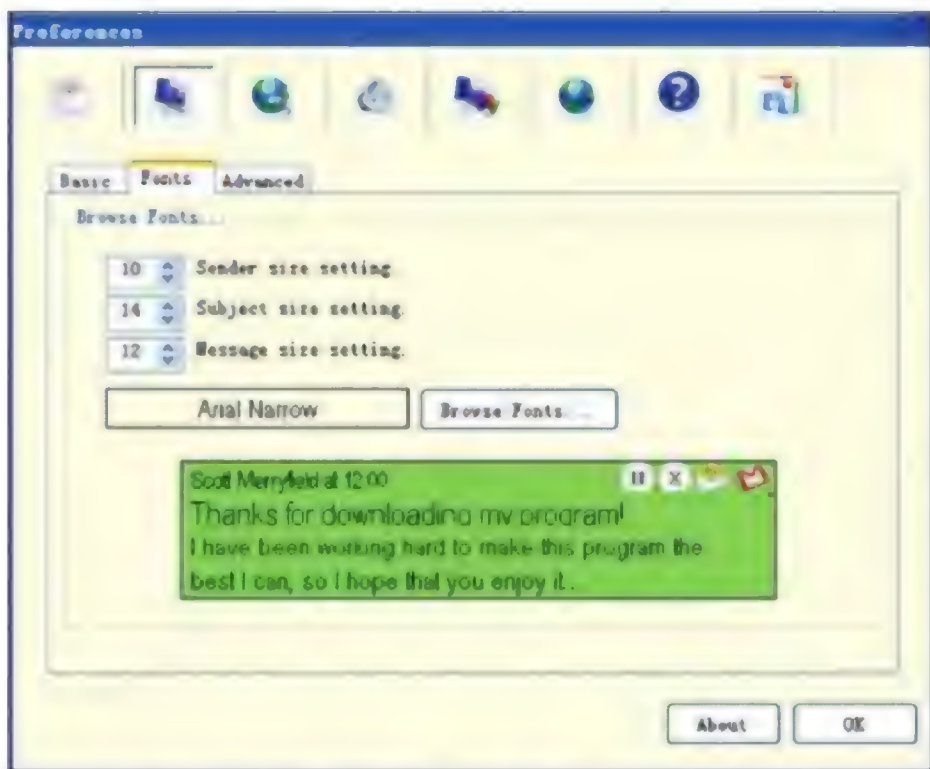 Preferences
Basic Fonts Advanced
Browse Fonts...
10 Sender size setting.
14 Subject size setting.
12 Message size setting.
Arial Narrow Browse Fonts...
Scott Merryfield at 12:00
Thanks for downloading my program!
I have been working hard to make this program the
best I can, so I hope that you enjoy it..
About OK